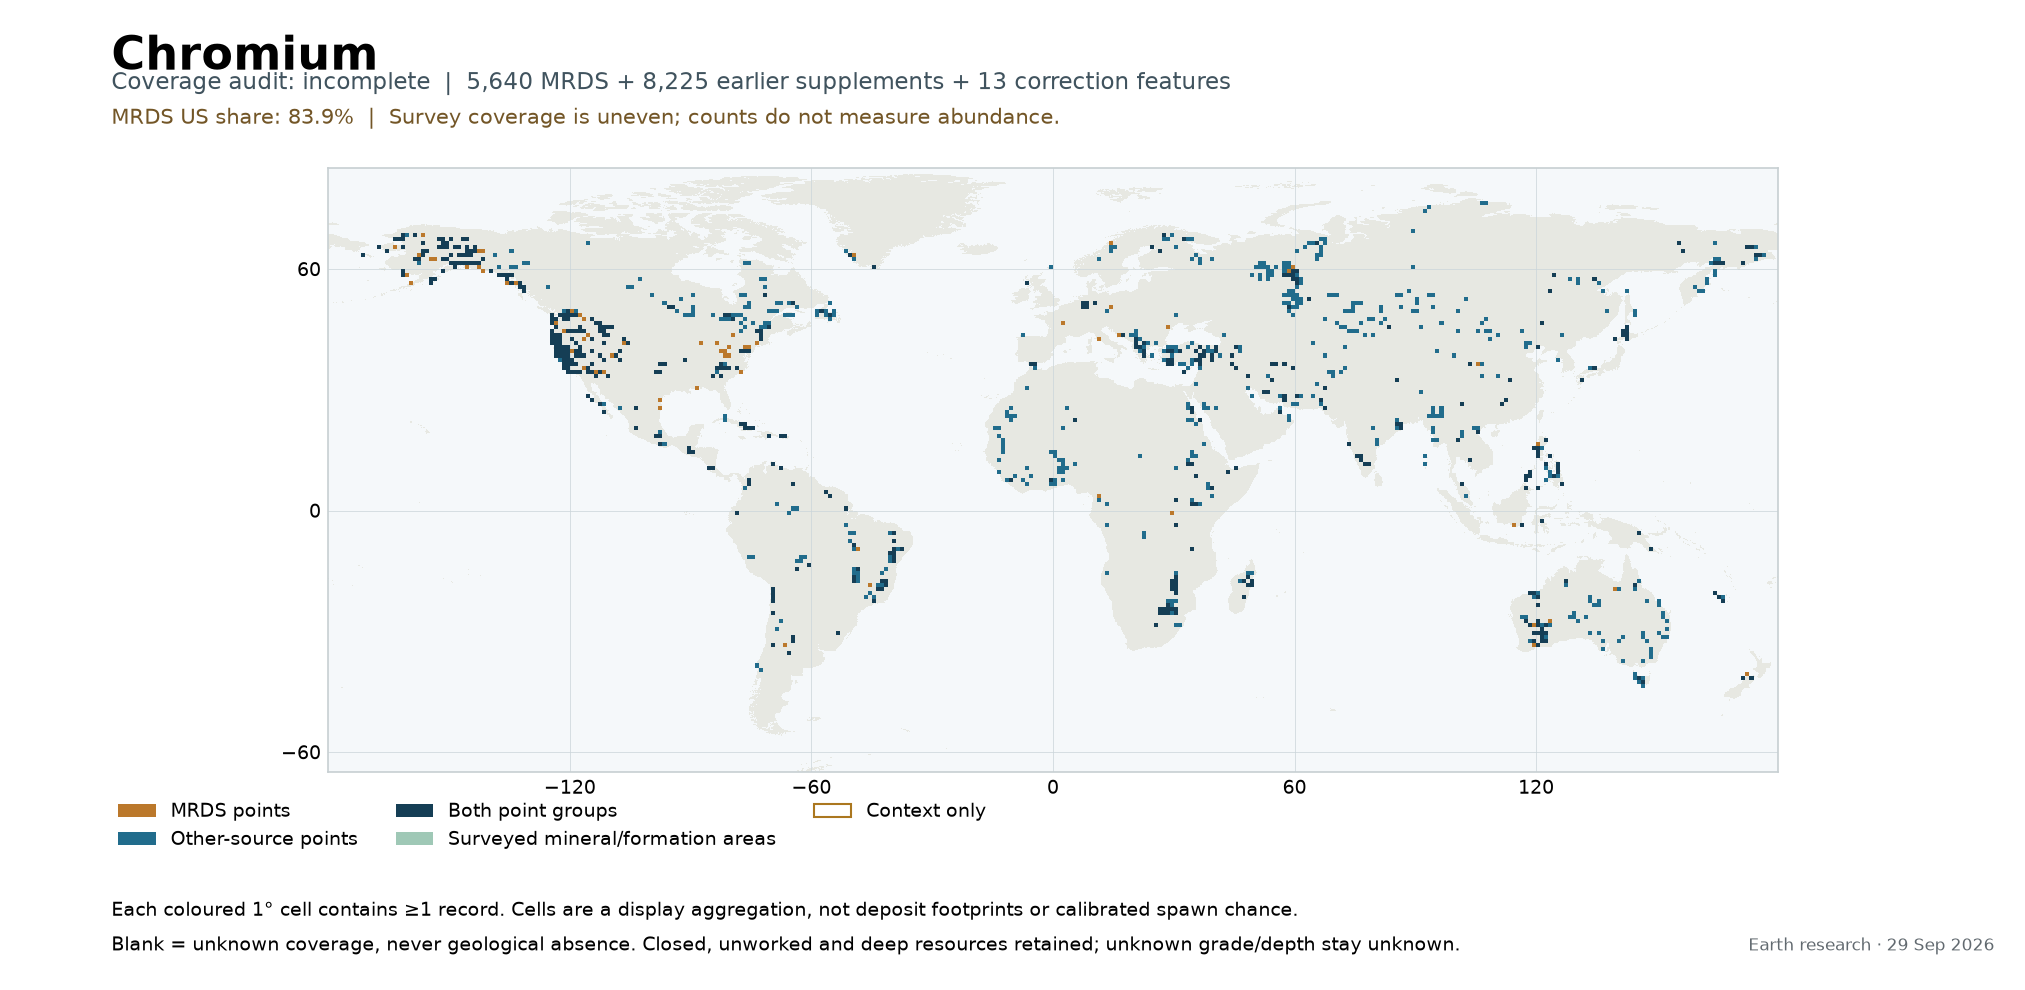 Chromium
Coverage audit: incomplete | 5,640 MRDS + 8,225 earlier supplements + 13 correction features
MRDS US share: 83.9% | Survey coverage is uneven; counts do not measure abundance.
60
0
−60
−120
−60
0
60
120
MRDS points
Both point groups
Context only
Other-source points
Surveyed mineral/formation areas
Each coloured 1° cell contains ≥1 record. Cells are a display aggregation, not deposit footprints or calibrated spawn chance.
Blank = unknown coverage, never geological absence. Closed, unworked and deep resources retained; unknown grade/depth stay unknown.
Earth research · 29 Sep 2026